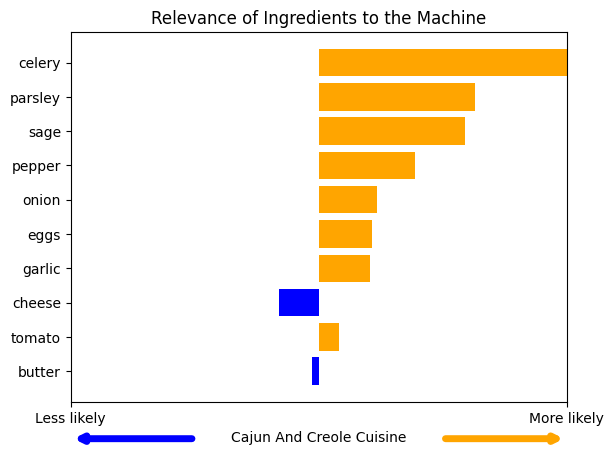 Relevance of Ingredients to the Machine
celery
parsley
sage
pepper
onion
eggs
garlic
cheese
tomato
butter
Less likely More likely
Cajun And Creole Cuisine